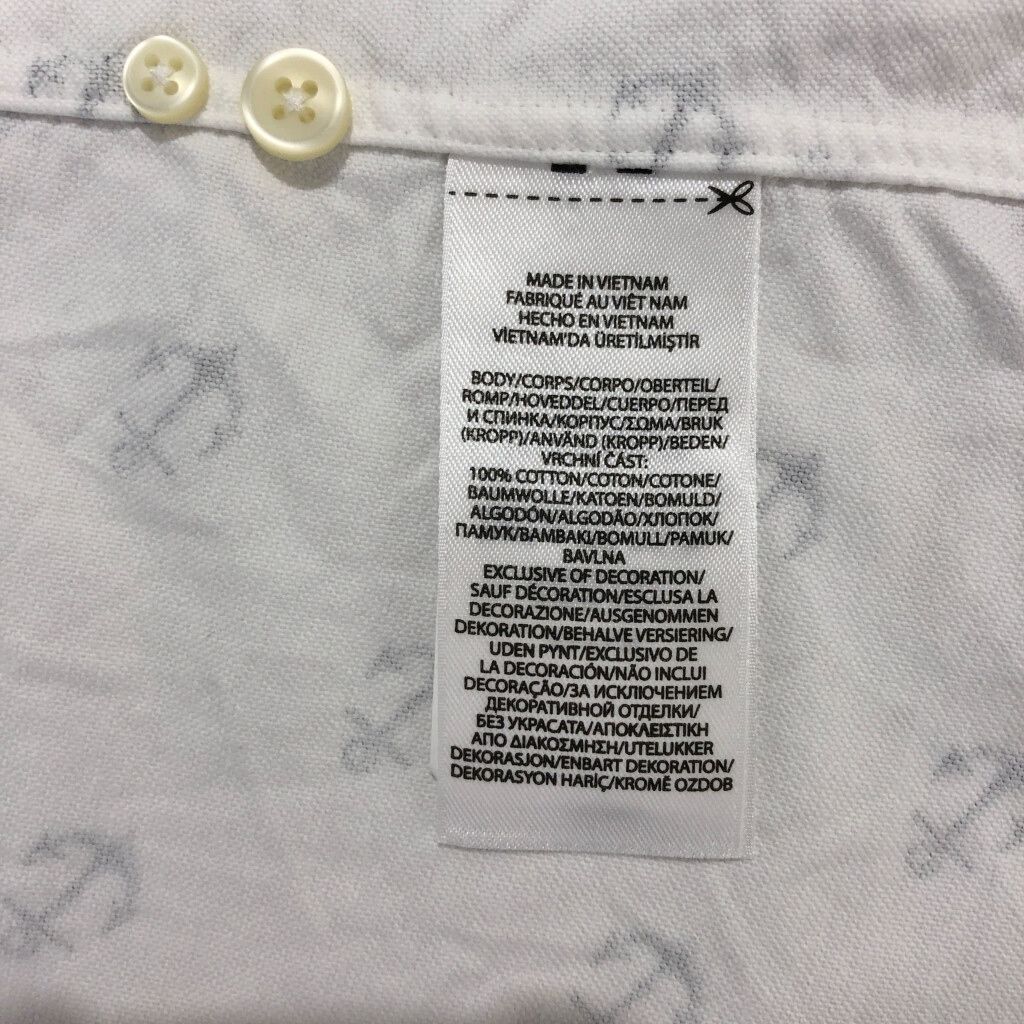 MADE IN VIETNAM
FABRIQUÉ AU VIÊT NAM
HECHO EN VIETNAM
VİETNAM'DA ÜRETİLMİŞTİR
BODY/CORPS/CORPO/OBERTEIL/
ROMP/HOVEDDEL/CUERPO/ПЕРЕД
И СПИНКА/КОРПУС/ΣΩΜΑ/BRUK
(KROPP)/ANVÄND (KROPP)/BEDEN/
VRCHNÍ ČÁST:
100% COTTON/COTON/COTONE/
BAUMWOLLE/KATOEN/BOMULD/
ALGODÓN/ALGODÃO/ХЛОПОК/
ПАМУК/ΒΑΜΒΑΚΙ/BOMULL/PAMUK/
BAVLNA
EXCLUSIVE OF DECORATION/
SAUF DÉCORATION/ESCLUSA LA
DECORAZIONE/AUSGENOMMEN
DEKORATION/BEHALVE VERSIERING/
UDEN PYNT/EXCLUSIVO DE
LA DECORACIÓN/NÃO INCLUI
DECORAÇÃO/ЗА ИСКЛЮЧЕНИЕМ
ДЕКОРАТИВНОЙ ОТДЕЛКИ/
БЕЗ УКРАСАТА/ΑΠΟΚΛΕΙΣΤΙΚΗ
ΑΠΟ ΔΙΑΚΟΣΜΗΣΗ/UTELUKKER
DEKORASJON/ENBART DEKORATION/
DEKORASYON HARİÇ/KROMĚ OZDOB